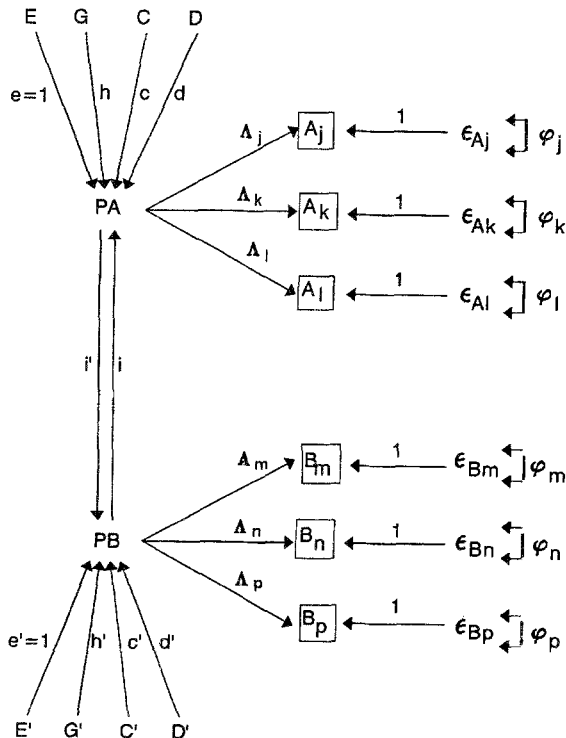 E G C D
e=1 h c d
Λj Aj 1 ϵAj φj
PA Λk Ak 1 ϵAk φk
Λl Al 1 ϵAl φl
i' i
Λm Bm 1 ϵBm φm
PB Λn Bn 1 ϵBn φn
Λp Bp 1 ϵBp φp
e'=1 h' c' d'
E' G' C' D'